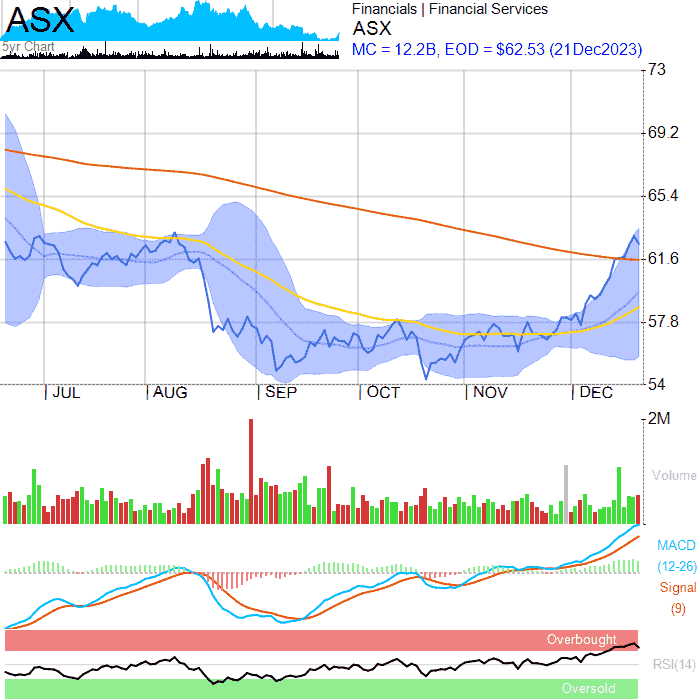 ASX
5yr Chart
Financials | Financial Services
ASX
MC = 12.2B, EOD = $62.53 (21Dec2023)
73
69.2
65.4
61.6
57.8
54
JUL AUG SEP OCT NOV DEC
2M
Volume
MACD
(12-26)
Signal
(9)
Overbought
RSI(14)
Oversold